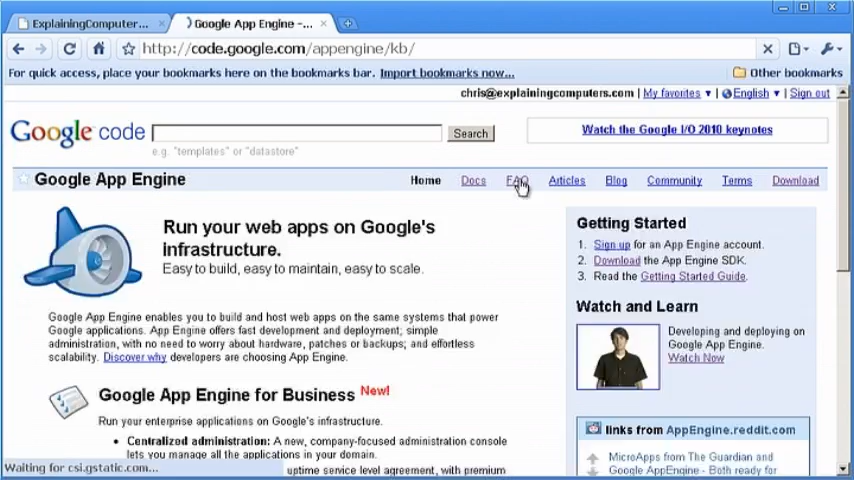 ExplainingComputer...
Google App Engine -...
http://code.google.com/appengine/kb/
For quick access, place your bookmarks here on the bookmarks bar. Import bookmarks now...
Other bookmarks
chris@explainingcomputers.com | My favorites ▼ | English ▼ | Sign out
Google code
Search
Watch the Google I/O 2010 keynotes
e.g. "templates" or "datastore"
Google App Engine
Home Docs FAQ Articles Blog Community Terms Download
Run your web apps on Google's
infrastructure.
Easy to build, easy to maintain, easy to scale.
Google App Engine enables you to build and host web apps on the same systems that power
Google applications. App Engine offers fast development and deployment; simple
administration, with no need to worry about hardware, patches or backups; and effortless
scalability. Discover why developers are choosing App Engine.
Google App Engine for Business New!
Run your enterprise applications on Google's infrastructure.
• Centralized administration: A new, company-focused administration console
lets you manage all the applications in your domain.
uptime service level agreement, with premium
Getting Started
1. Sign up for an App Engine account.
2. Download the App Engine SDK.
3. Read the Getting Started Guide.
Watch and Learn
Developing and deploying on
Google App Engine.
Watch Now
links from AppEngine.reddit.com
MicroApps from The Guardian and
Google AppEngine - Both ready for
Waiting for csi.gstatic.com...